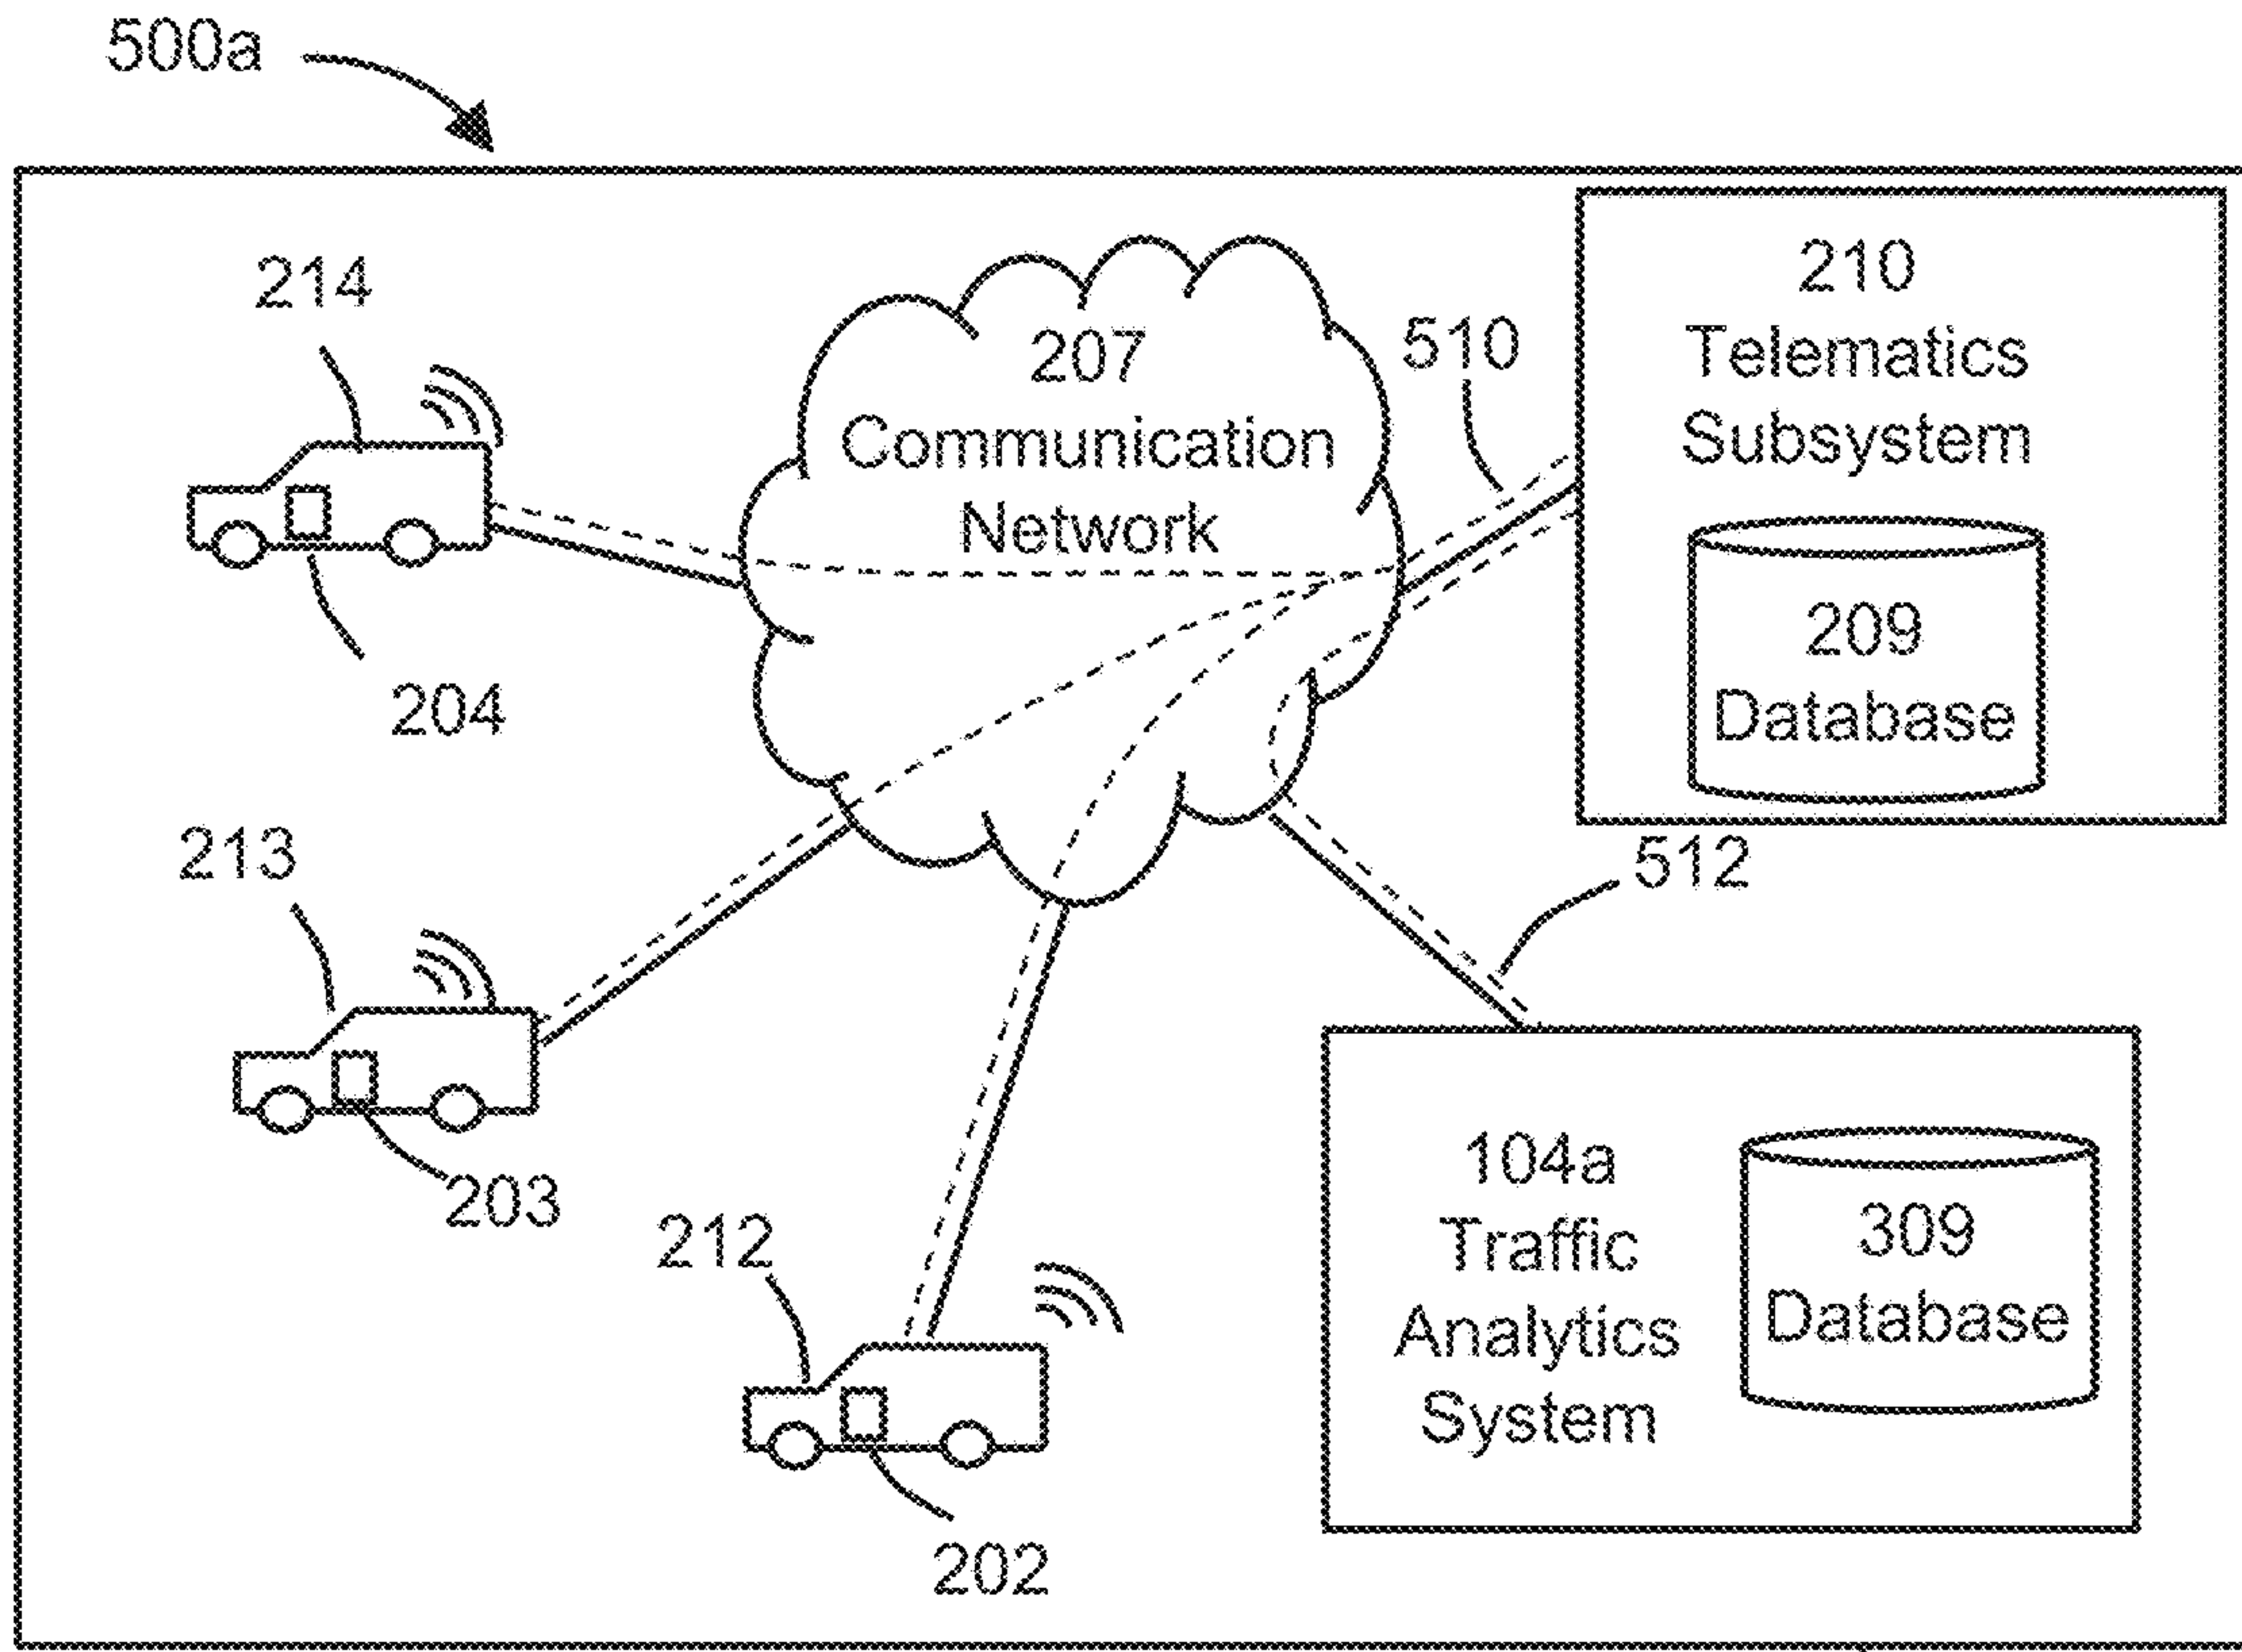 500a
214
207
Communication
Network
510
210
Telematics
Subsystem
209
Database
204
213
512
203
212
104a
Traffic
Analytics
System
309
Database
202